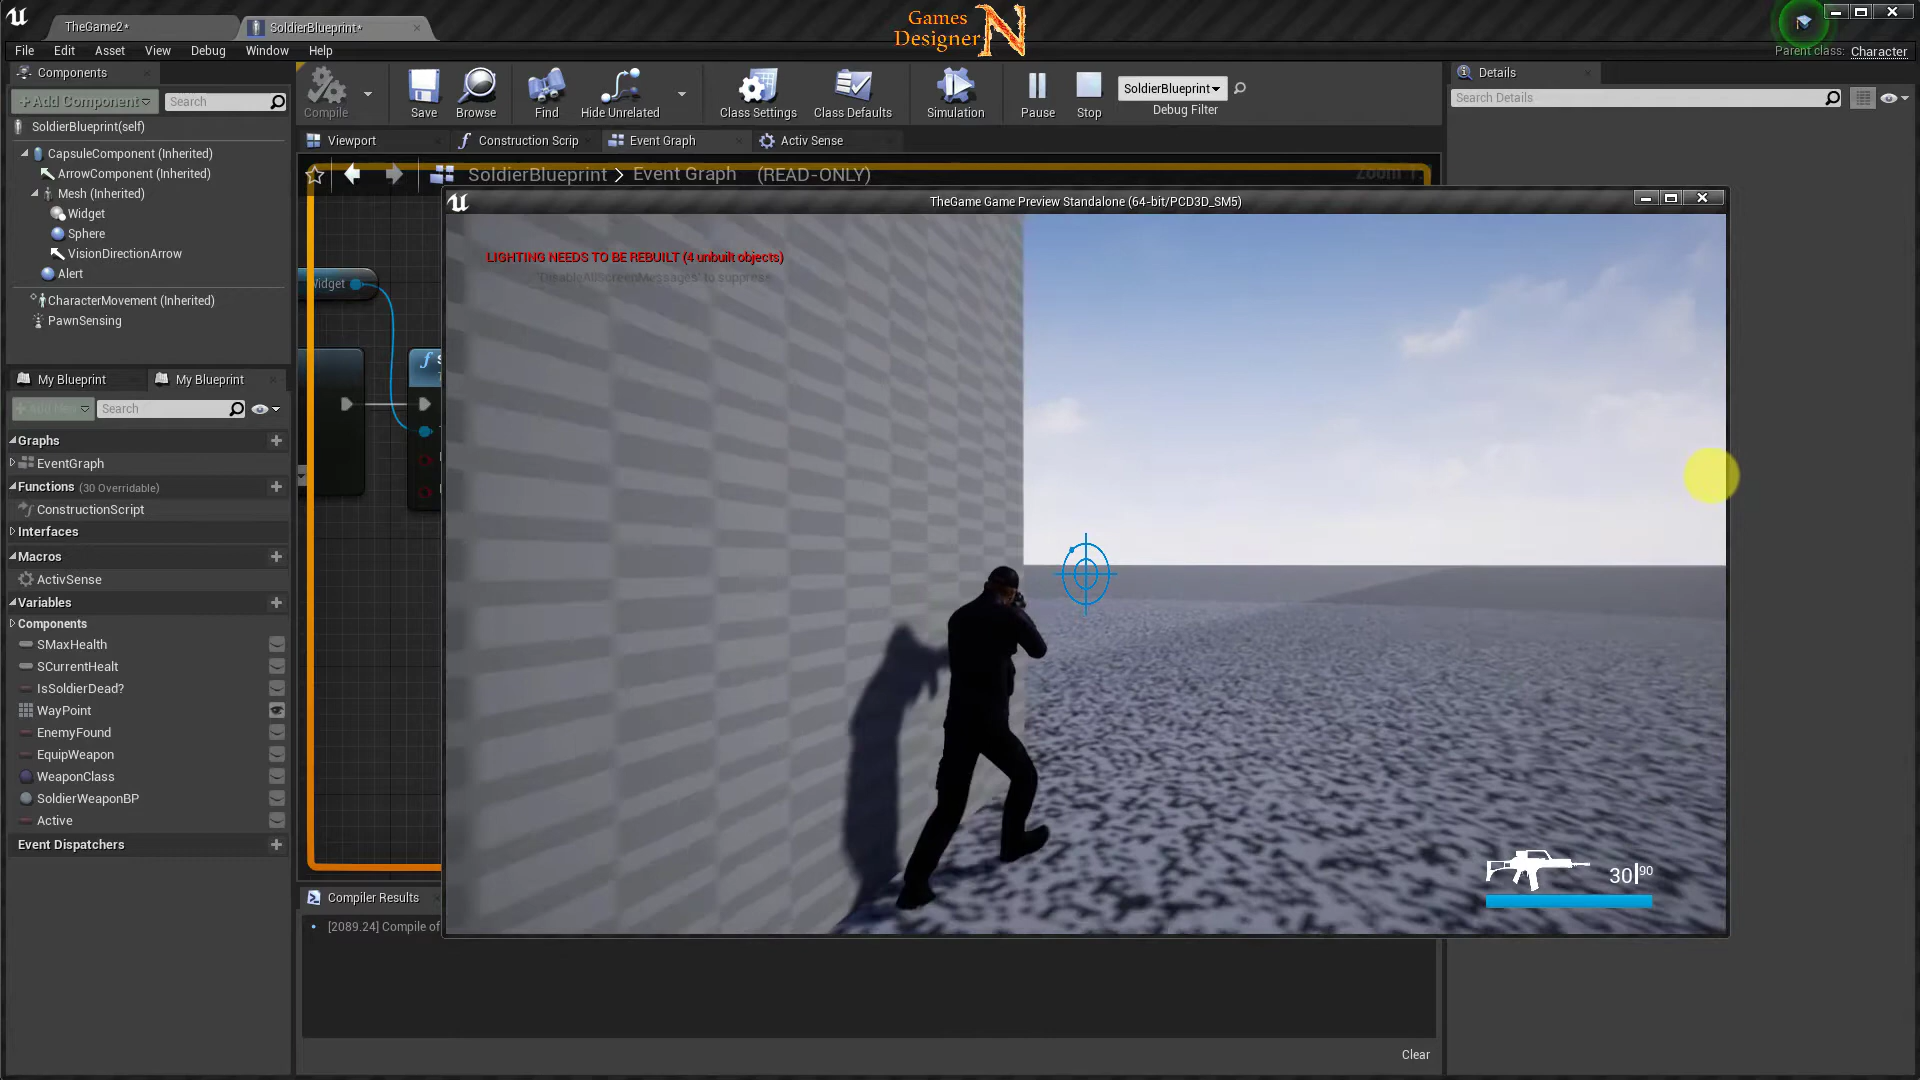 Games
Designer N
TheGame2*
SoldierBlueprint*
File Edit Asset View Debug Window Help
Parent class: Character
Components
+Add Component
Search
SoldierBlueprint(self)
CapsuleComponent (Inherited)
ArrowComponent (Inherited)
Mesh (Inherited)
Widget
Sphere
VisionDirectionArrow
Alert
CharacterMovement (Inherited)
PawnSensing
Compile
Save
Browse
Find
Hide Unrelated
Class Settings
Class Defaults
Simulation
Pause
Stop
SoldierBlueprint
Debug Filter
Details
Search Details
Viewport
Construction Scrip
Event Graph
Activ Sense
SoldierBlueprint > Event Graph (READ-ONLY)
TheGame Game Preview Standalone (64-bit/PCD3D_SM5)
LIGHTING NEEDS TO BE REBUILT (4 unbuilt objects)
'DisableAllScreenMessages' to suppress
Widget
30|90
My Blueprint
My Blueprint
Search
Graphs
EventGraph
Functions (30 Overridable)
ConstructionScript
Interfaces
Macros
ActivSense
Variables
Components
SMaxHealth
SCurrentHealt
IsSoldierDead?
WayPoint
EnemyFound
EquipWeapon
WeaponClass
SoldierWeaponBP
Active
Event Dispatchers
Compiler Results
[2089.24] Compile of
Clear